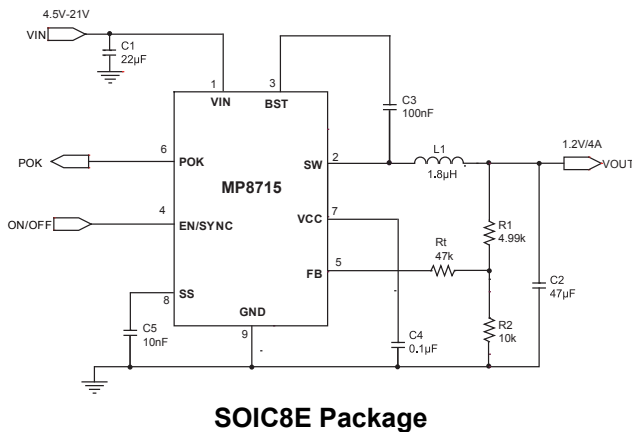 4.5V-21V
VIN
C1
22µF
1
3
VIN
BST
C3
100nF
6
POK
POK
SW
2
L1
1.8µH
1.2V/4A
VOUT
MP8715
4
ON/OFF
EN/SYNC
VCC
7
R1
4.99k
Rt
47k
FB
5
C2
47µF
SS
8
GND
9
C5
10nF
C4
0.1µF
R2
10k
SOIC8E Package